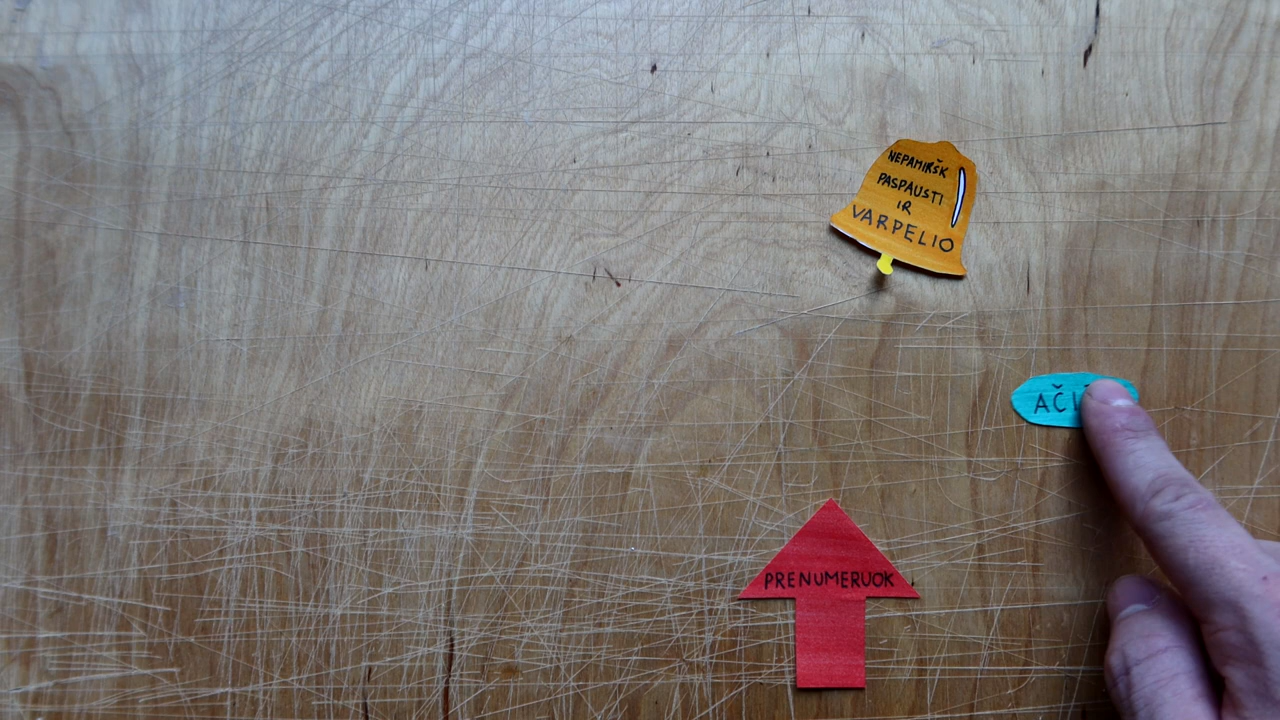 NEPAMIRŠK
PASPAUSTI
IR
VARPELIO
PRENUMERUOK